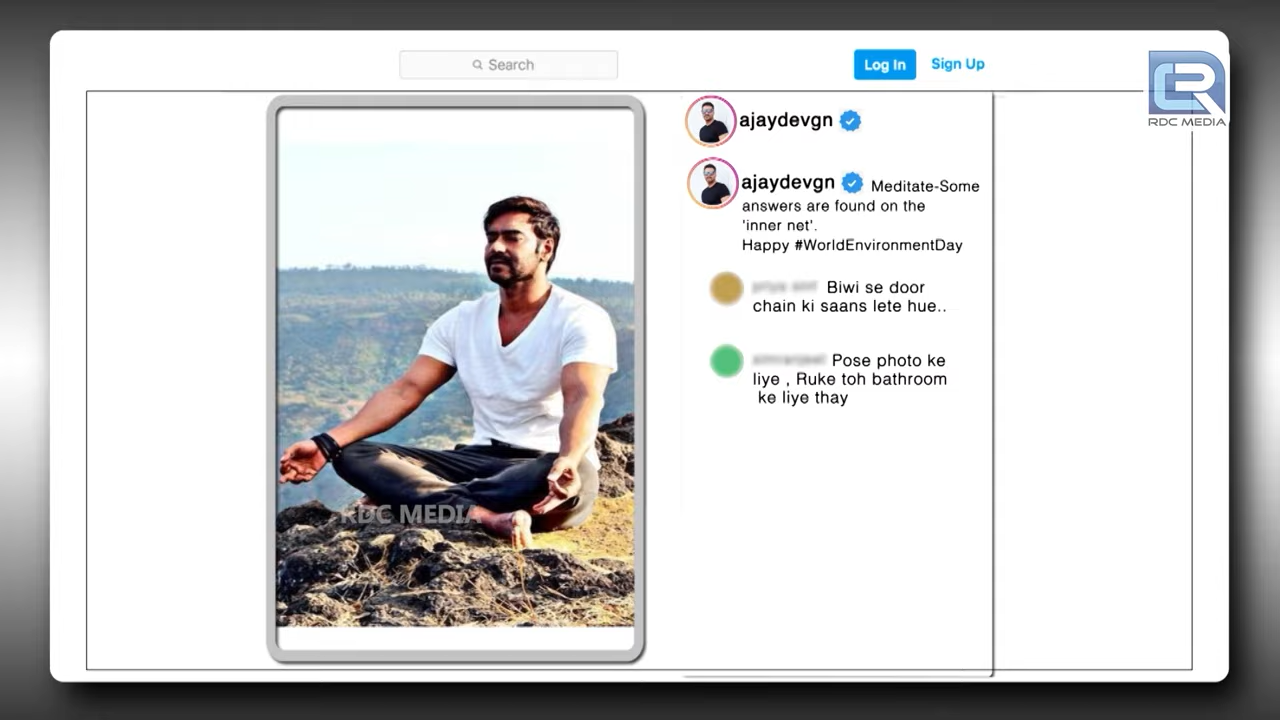 Search
Log In
Sign Up
RDC MEDIA
ajaydevgn
ajaydevgn Meditate-Some
answers are found on the
'inner net'.
Happy #WorldEnvironmentDay
Biwi se door
chain ki saans lete hue..
Pose photo ke
liye , Ruke toh bathroom
ke liye thay
RDC MEDIA